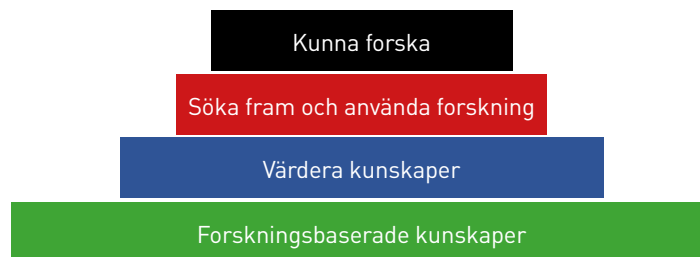 Kunna forska
Söka fram och använda forskning
Värdera kunskaper
Forskningsbaserade kunskaper